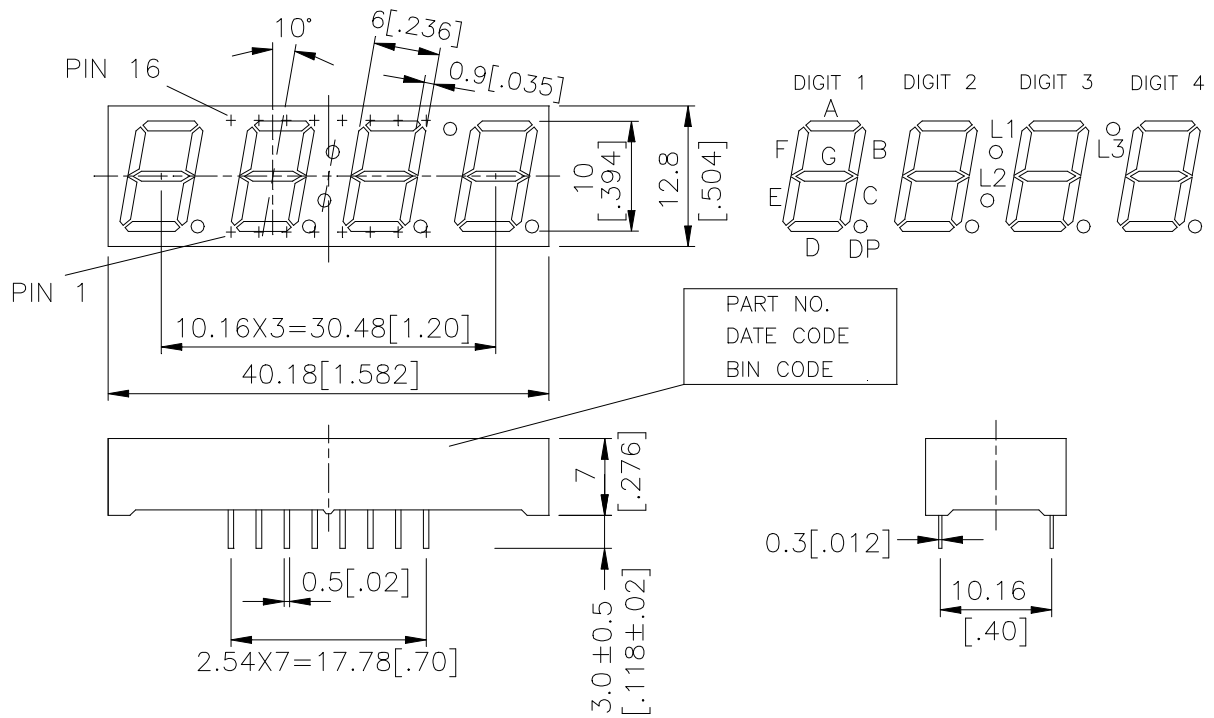 10°
6[.236]
PIN 16
0.9[.035]
10
[.394]
12.8
[.504]
PIN 1
10.16X3=30.48[1.20]
40.18[1.582]
DIGIT 1 DIGIT 2 DIGIT 3 DIGIT 4
A
F G B
L1
L3
E C
L2
D DP
PART NO.
DATE CODE
BIN CODE
7
[.276]
0.5[.02]
2.54X7=17.78[.70]
3.0±0.5
[.118±.02]
0.3[.012]
10.16
[.40]